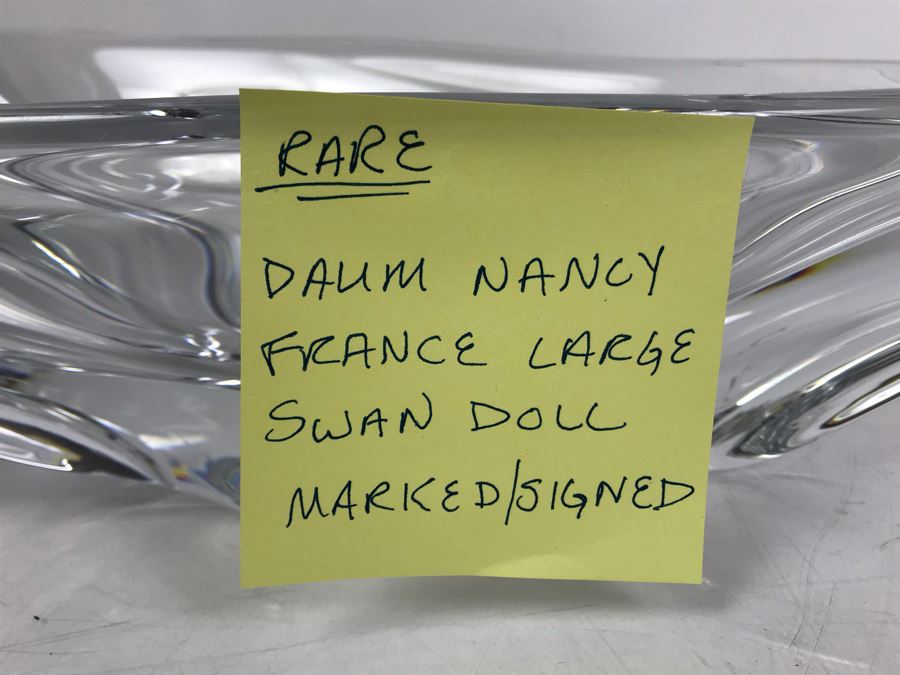 RARE
DAUM NANCY
FRANCE LARGE
SWAN DOLL
MARKED/SIGNED